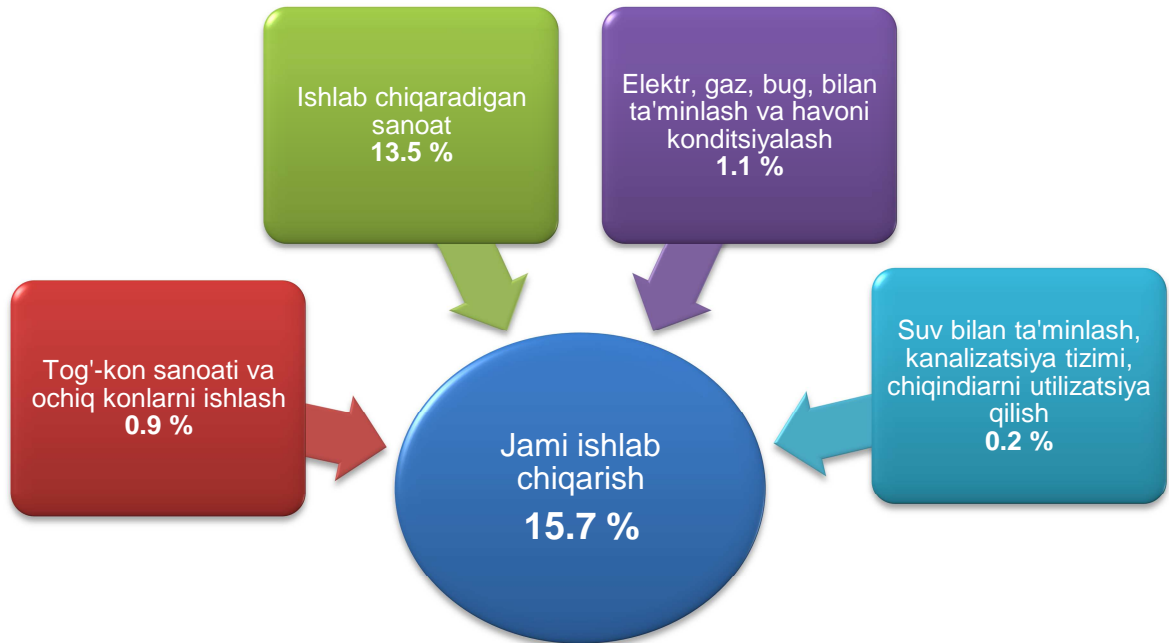 Ishlab chiqaradigan
sanoat
13.5 %
Elektr, gaz, bug, bilan
ta'minlash va havoni
konditsiyalash
1.1 %
Tog'-kon sanoati va
ochiq konlarni ishlash
0.9 %
Suv bilan ta'minlash,
kanalizatsiya tizimi,
chiqindiarni utilizatsiya
qilish
0.2 %
Jami ishlab
chiqarish
15.7 %